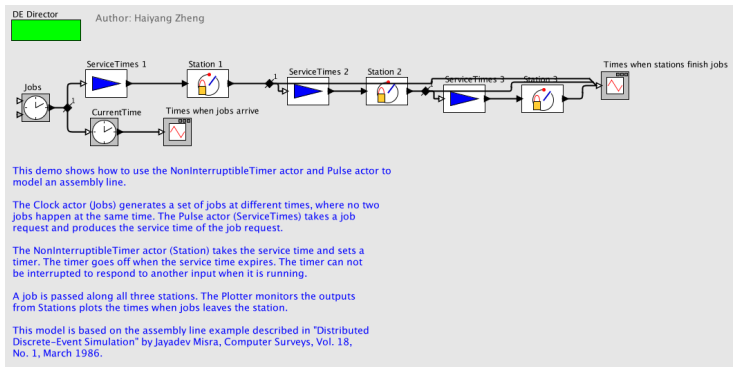 DE Director
Author: Haiyang Zheng
ServiceTimes 1
Station 1
ServiceTimes 2
Station 2
ServiceTimes 3
Station 3
Times when stations finish jobs
Jobs
1
1
1
CurrentTime
Times when jobs arrive
This demo shows how to use the NonInterruptibleTimer actor and Pulse actor to
model an assembly line.
The Clock actor (Jobs) generates a set of jobs at different times, where no two
jobs happen at the same time. The Pulse actor (ServiceTimes) takes a job
request and produces the service time of the job request.
The NonInterruptibleTimer actor (Station) takes the service time and sets a
timer. The timer goes off when the service time expires. The timer can not
be interrupted to respond to another input when it is running.
A job is passed along all three stations. The Plotter monitors the outputs
from Stations plots the times when jobs leaves the station.
This model is based on the assembly line example described in "Distributed
Discrete-Event Simulation" by Jayadev Misra, Computer Surveys, Vol. 18,
No. 1, March 1986.